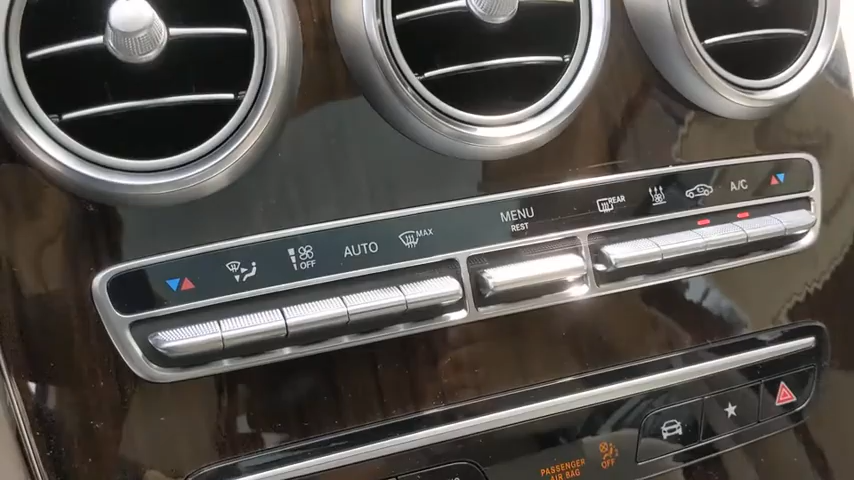 OFF
AUTO
MAX
MENU
REST
REAR
A/C
PASSENGER
AIR BAG
OFF